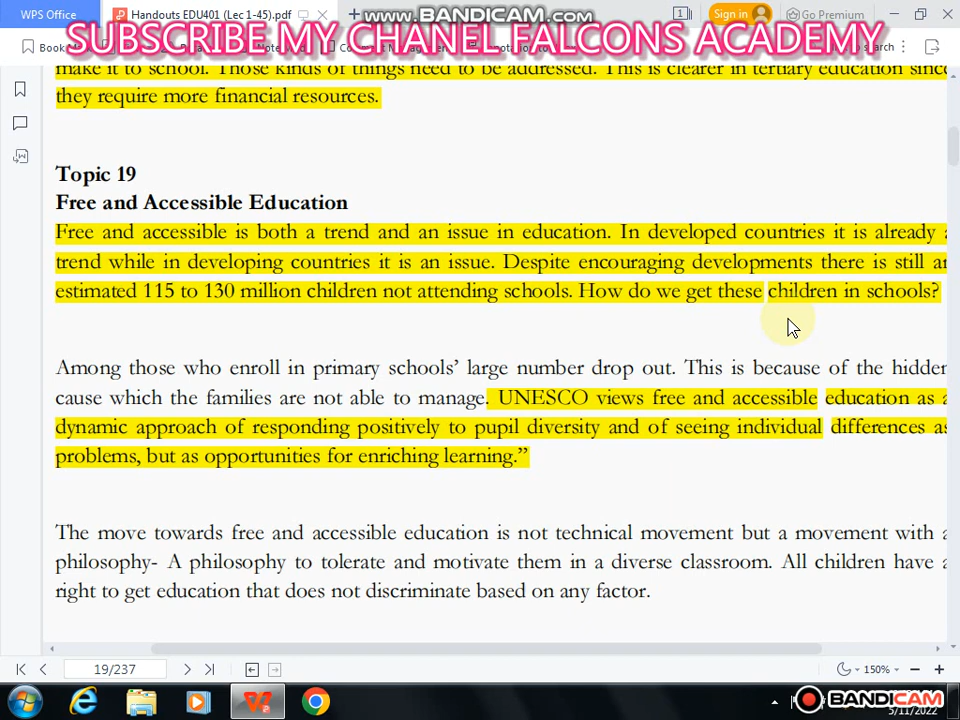 WPS Office
Handouts EDU401 (Lec 1-45).pdf
www.BANDICAM.com
1
Sign in
Go Premium
SUBSCRIBE MY CHANEL FALCONS ACADEMY
make it to school. Those kinds of things need to be addressed. This is clearer in tertiary education since
they require more financial resources.
Topic 19
Free and Accessible Education
Free and accessible is both a trend and an issue in education. In developed countries it is already a
trend while in developing countries it is an issue. Despite encouraging developments there is still an
estimated 115 to 130 million children not attending schools. How do we get these children in schools?
Among those who enroll in primary schools' large number drop out. This is because of the hidden
cause which the families are not able to manage. UNESCO views free and accessible education as a
dynamic approach of responding positively to pupil diversity and of seeing individual differences as
problems, but as opportunities for enriching learning.”
The move towards free and accessible education is not technical movement but a movement with a
philosophy- A philosophy to tolerate and motivate them in a diverse classroom. All children have a
right to get education that does not discriminate based on any factor.
19/237
150%
BANDICAM
5/11/2022